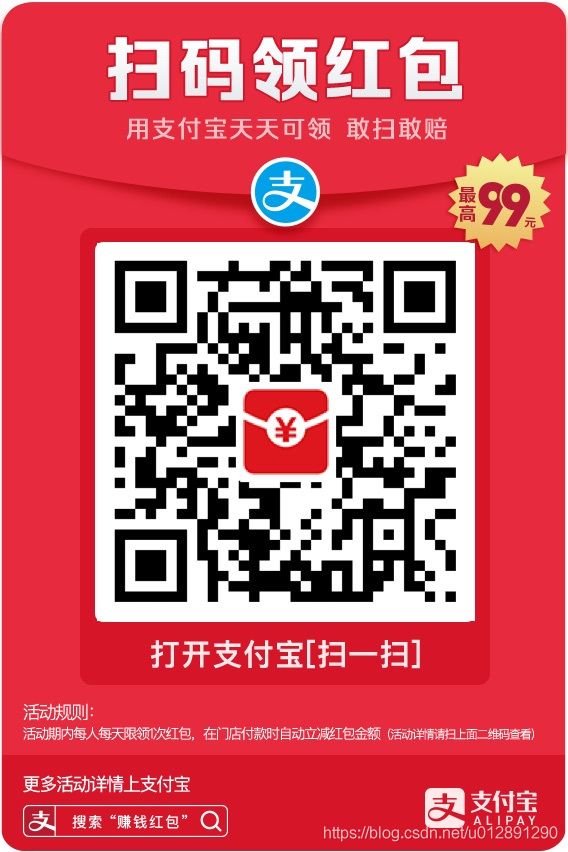 扫码领红包
用支付宝天天可领 敢扫敢赔
支
最高99元
¥
打开支付宝[扫一扫]
活动规则:
活动期内每人每天限领1次红包，在门店付款时自动立减红包金额（活动详情请扫上面二维码查看）
更多活动详情上支付宝
支 搜索“赚钱红包”
支 支付宝
ALIPAY
https://blog.csdn.net/u012891290